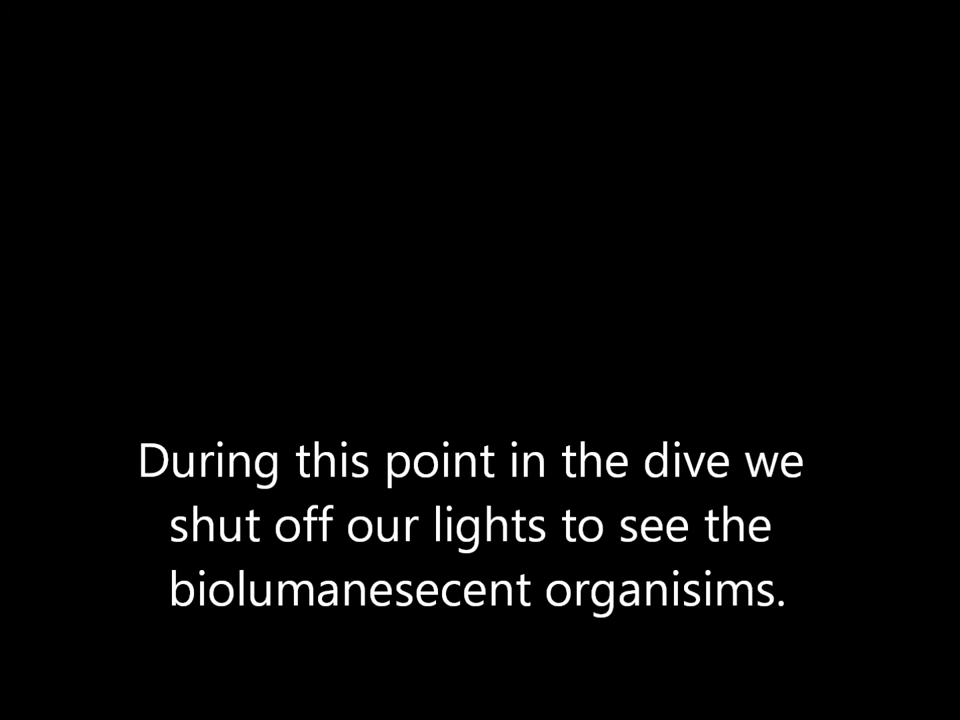 During this point in the dive we
shut off our lights to see the
biolumanesecent organisims.